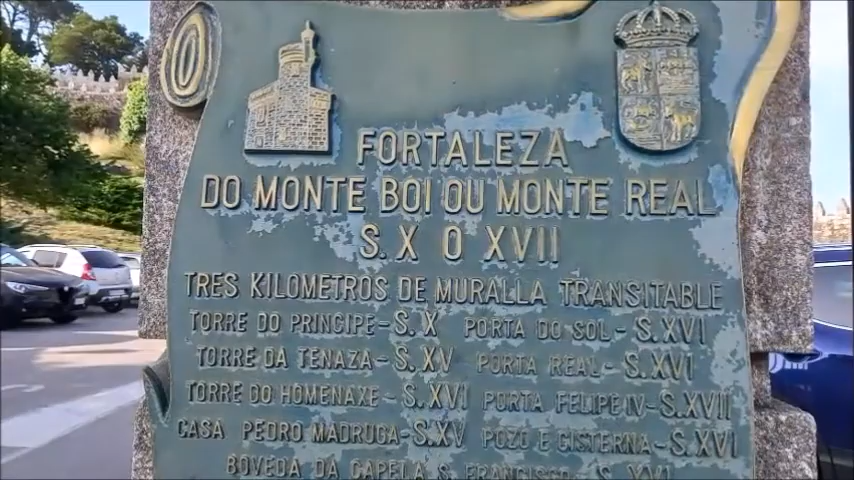 FORTALEZA
DO MONTE BOI OU MONTE REAL
S. X O XVII
TRES KILOMETROS DE MURALLA TRANSITABLE
TORRE DO PRINCIPE S. X PORTA DO SOL S. XVI
TORRE DA TENAZA S. XV PORTA REAL S. XVI
TORRE DO HOMENAXE S. XVI PORTA FELIPE IV S. XVII
CASA PEDRO MADRUGA S. XV POZO E CISTERNA S. XV
BOVEDA DA CAPELA S. FRANCISCO S. XV